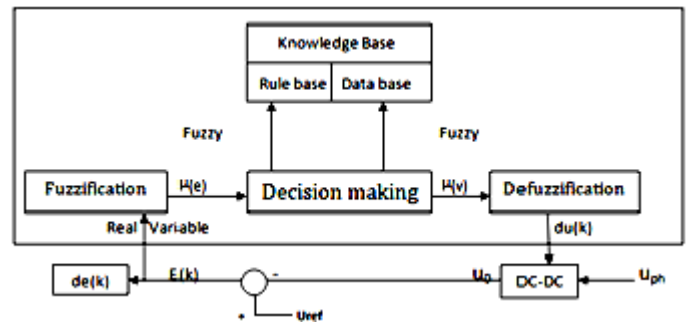 Knowledge Base
Rule base Data base
Fuzzy Fuzzy
Fuzzification μ(e) Decision making μ(v) Defuzzification
Real Variable du(k)
de(k) E(k) - U₀ DC-DC Uph
+ Uref